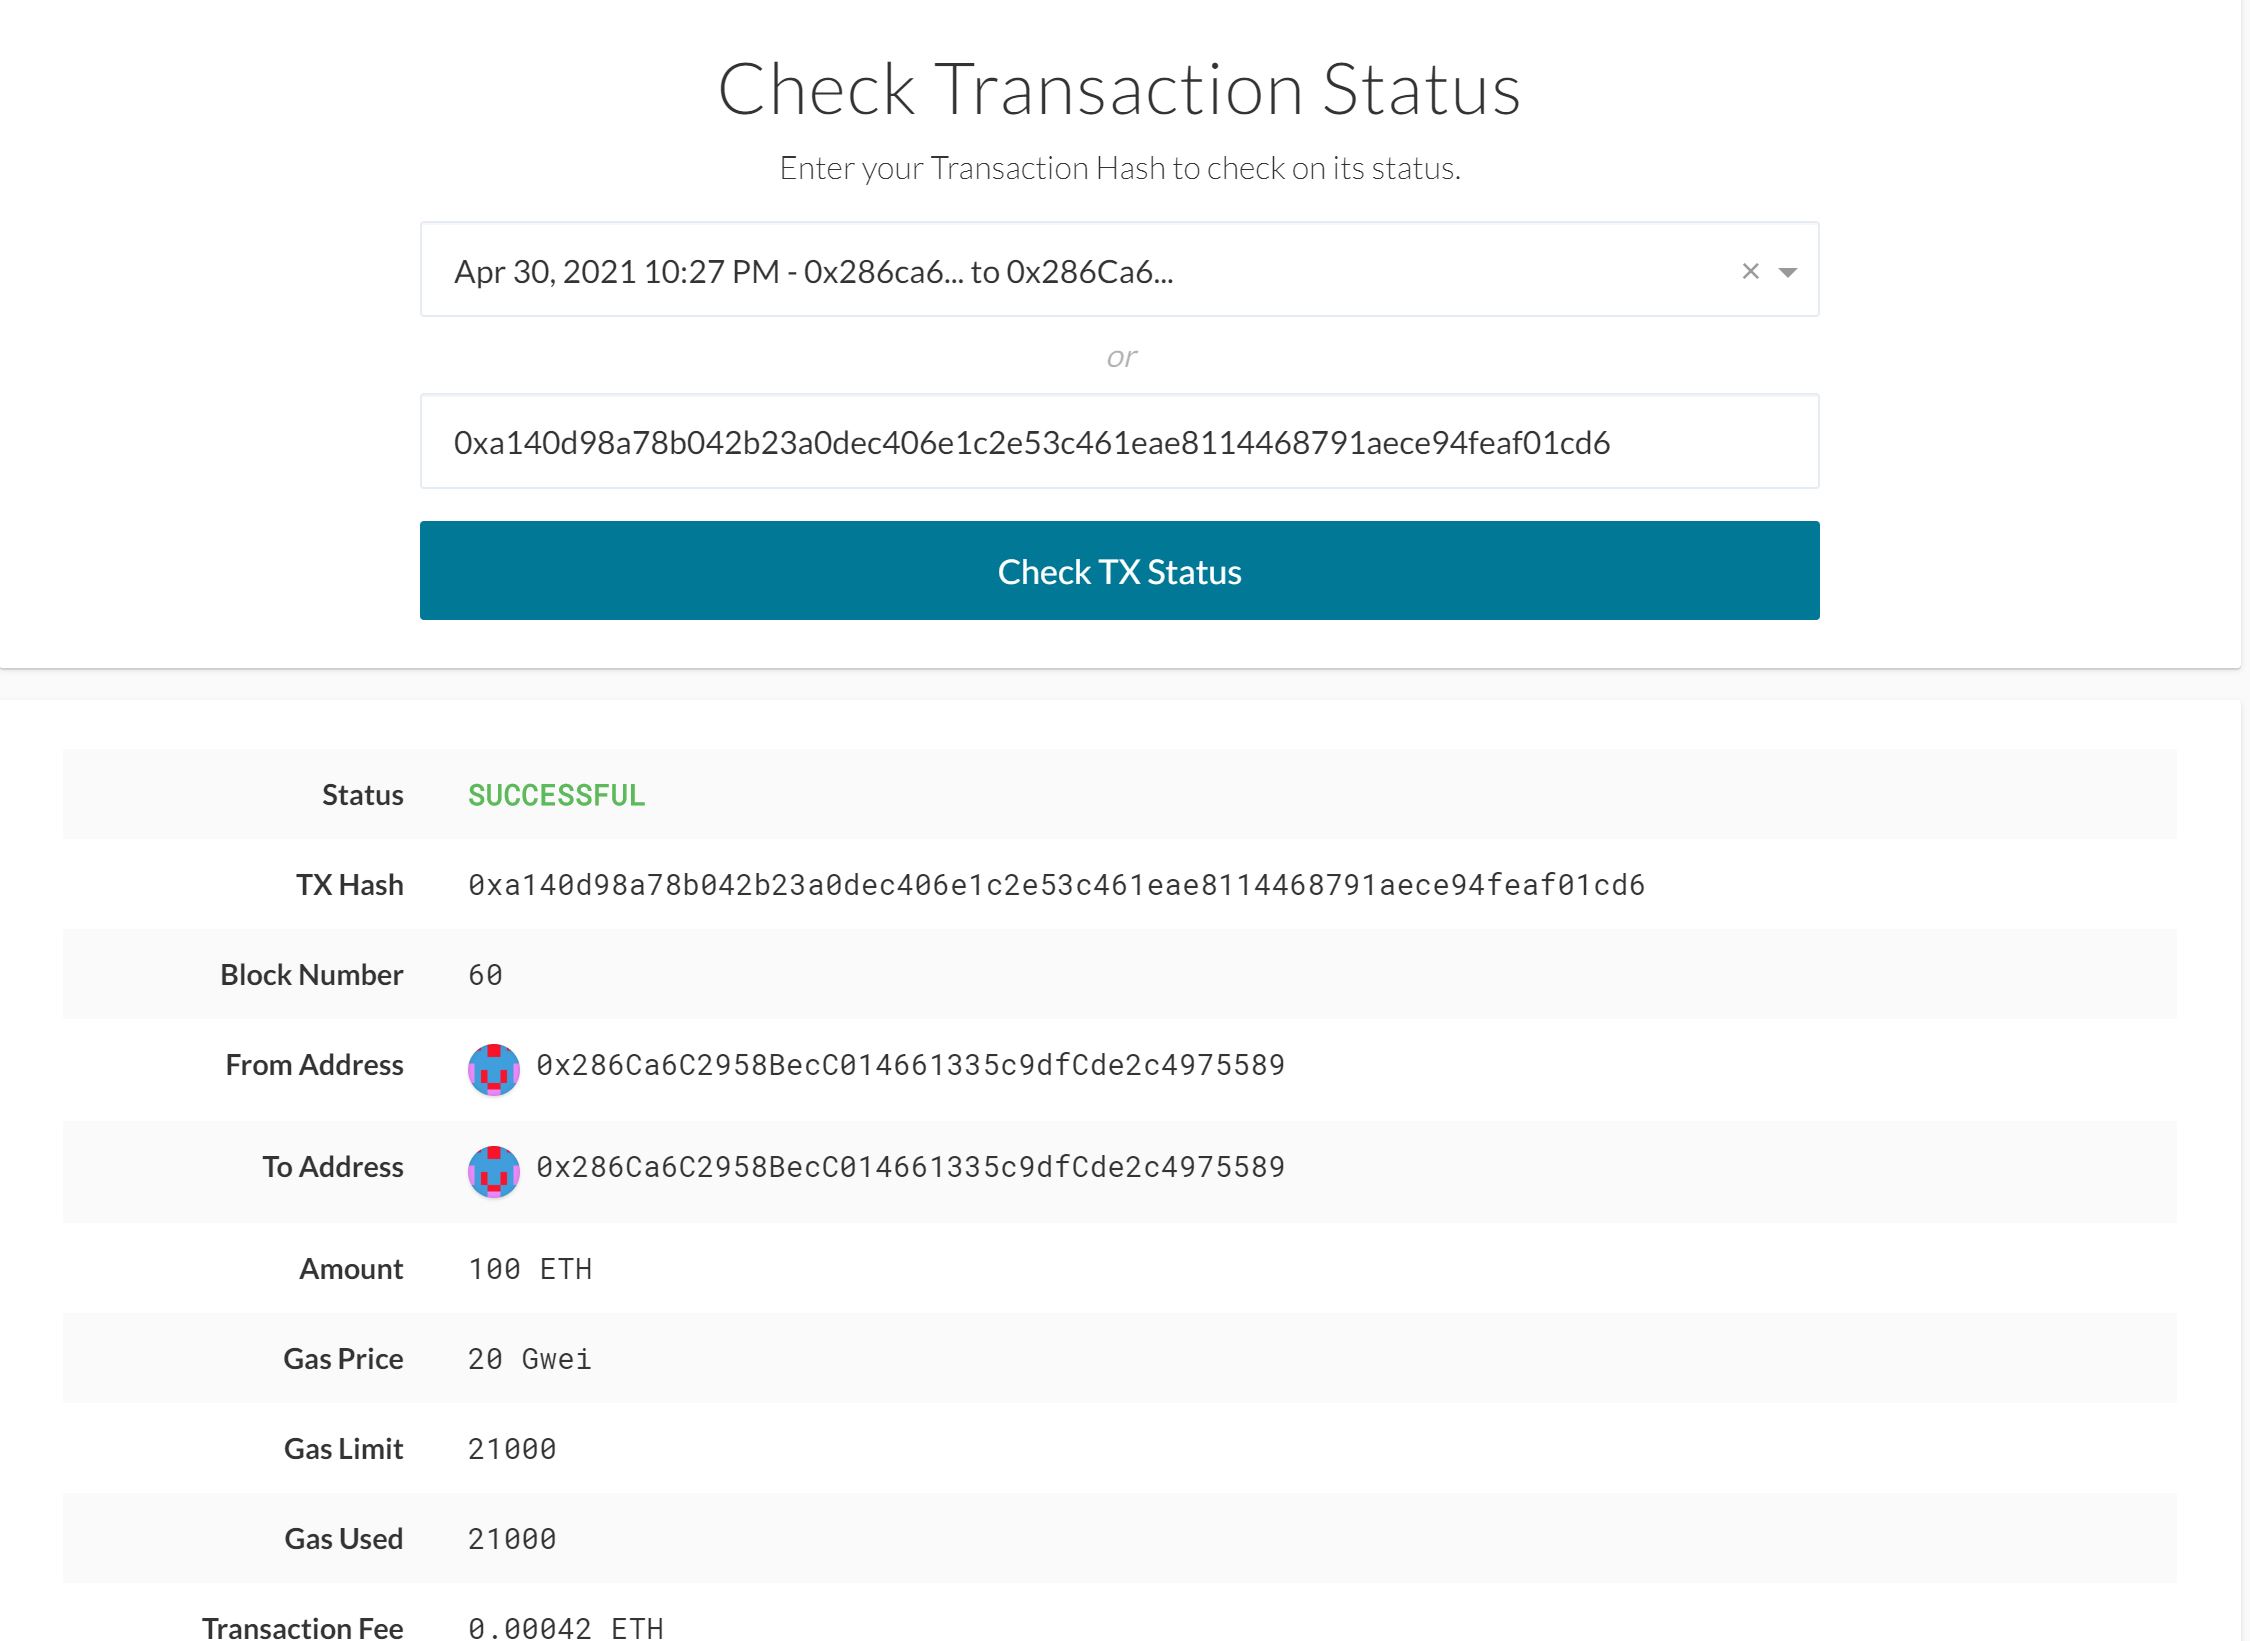 Check Transaction Status
Enter your Transaction Hash to check on its status.
Apr 30, 2021 10:27 PM - 0x286ca6... to 0x286Ca6...
or
0xa140d98a78b042b23a0dec406e1c2e53c461eae8114468791aece94feaf01cd6
Check TX Status
Status SUCCESSFUL
TX Hash 0xa140d98a78b042b23a0dec406e1c2e53c461eae8114468791aece94feaf01cd6
Block Number 60
From Address 0x286Ca6C2958BecC014661335c9dfCde2c4975589
To Address 0x286Ca6C2958BecC014661335c9dfCde2c4975589
Amount 100 ETH
Gas Price 20 Gwei
Gas Limit 21000
Gas Used 21000
Transaction Fee 0.00042 ETH